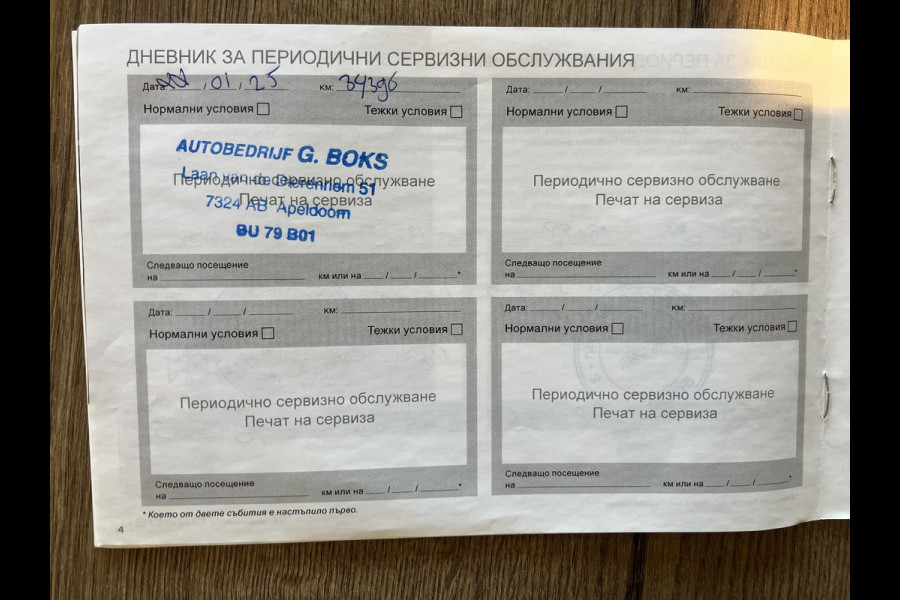 ДНЕВНИК ЗА ПЕРИОДИЧНИ СЕРВИЗНИ ОБСЛУЖВАНИЯ
Дата: / 01 / 25 км: 34396
Нормални условия Тежки условия
AUTOBEDRIJF G. BOKS
Laan van de Dierenriem 51
Периодично сервизно обслужване
7324 AB Apeldoorn
Печат на сервиза
BU 79 B01
Следващо посещение
на км или на / / *
Дата: / / км:
Нормални условия Тежки условия
Периодично сервизно обслужване
Печат на сервиза
Следващо посещение
на км или на / / *
Дата: / / км:
Нормални условия Тежки условия
Периодично сервизно обслужване
Печат на сервиза
Следващо посещение
на км или на / / *
Дата: / / км:
Нормални условия Тежки условия
Периодично сервизно обслужване
Печат на сервиза
Следващо посещение
на км или на / / *
* Което от двете събития е настъпило първо.
4